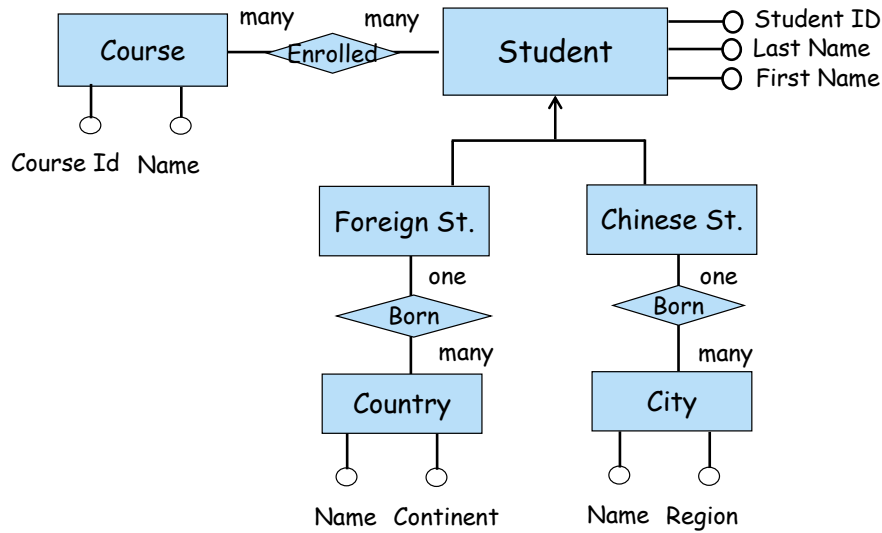 many
many
Student ID
Course
Enrolled
Student
Last Name
First Name
Course Id
Name
Foreign St.
Chinese St.
one
one
Born
Born
many
many
Country
City
Name
Continent
Name
Region